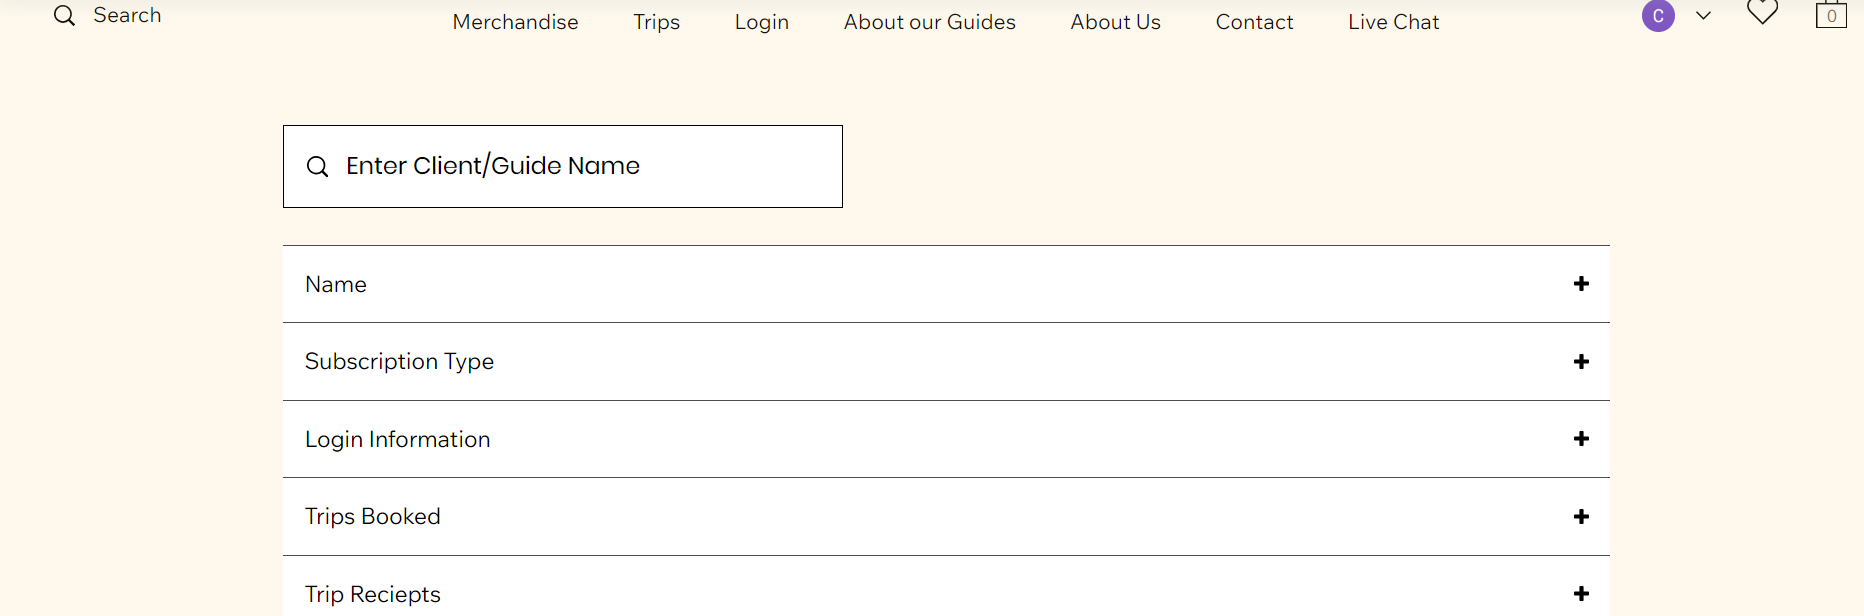 Search
Merchandise Trips Login About our Guides About Us Contact Live Chat
C
0
Enter Client/Guide Name
Name
Subscription Type
Login Information
Trips Booked
Trip Reciepts